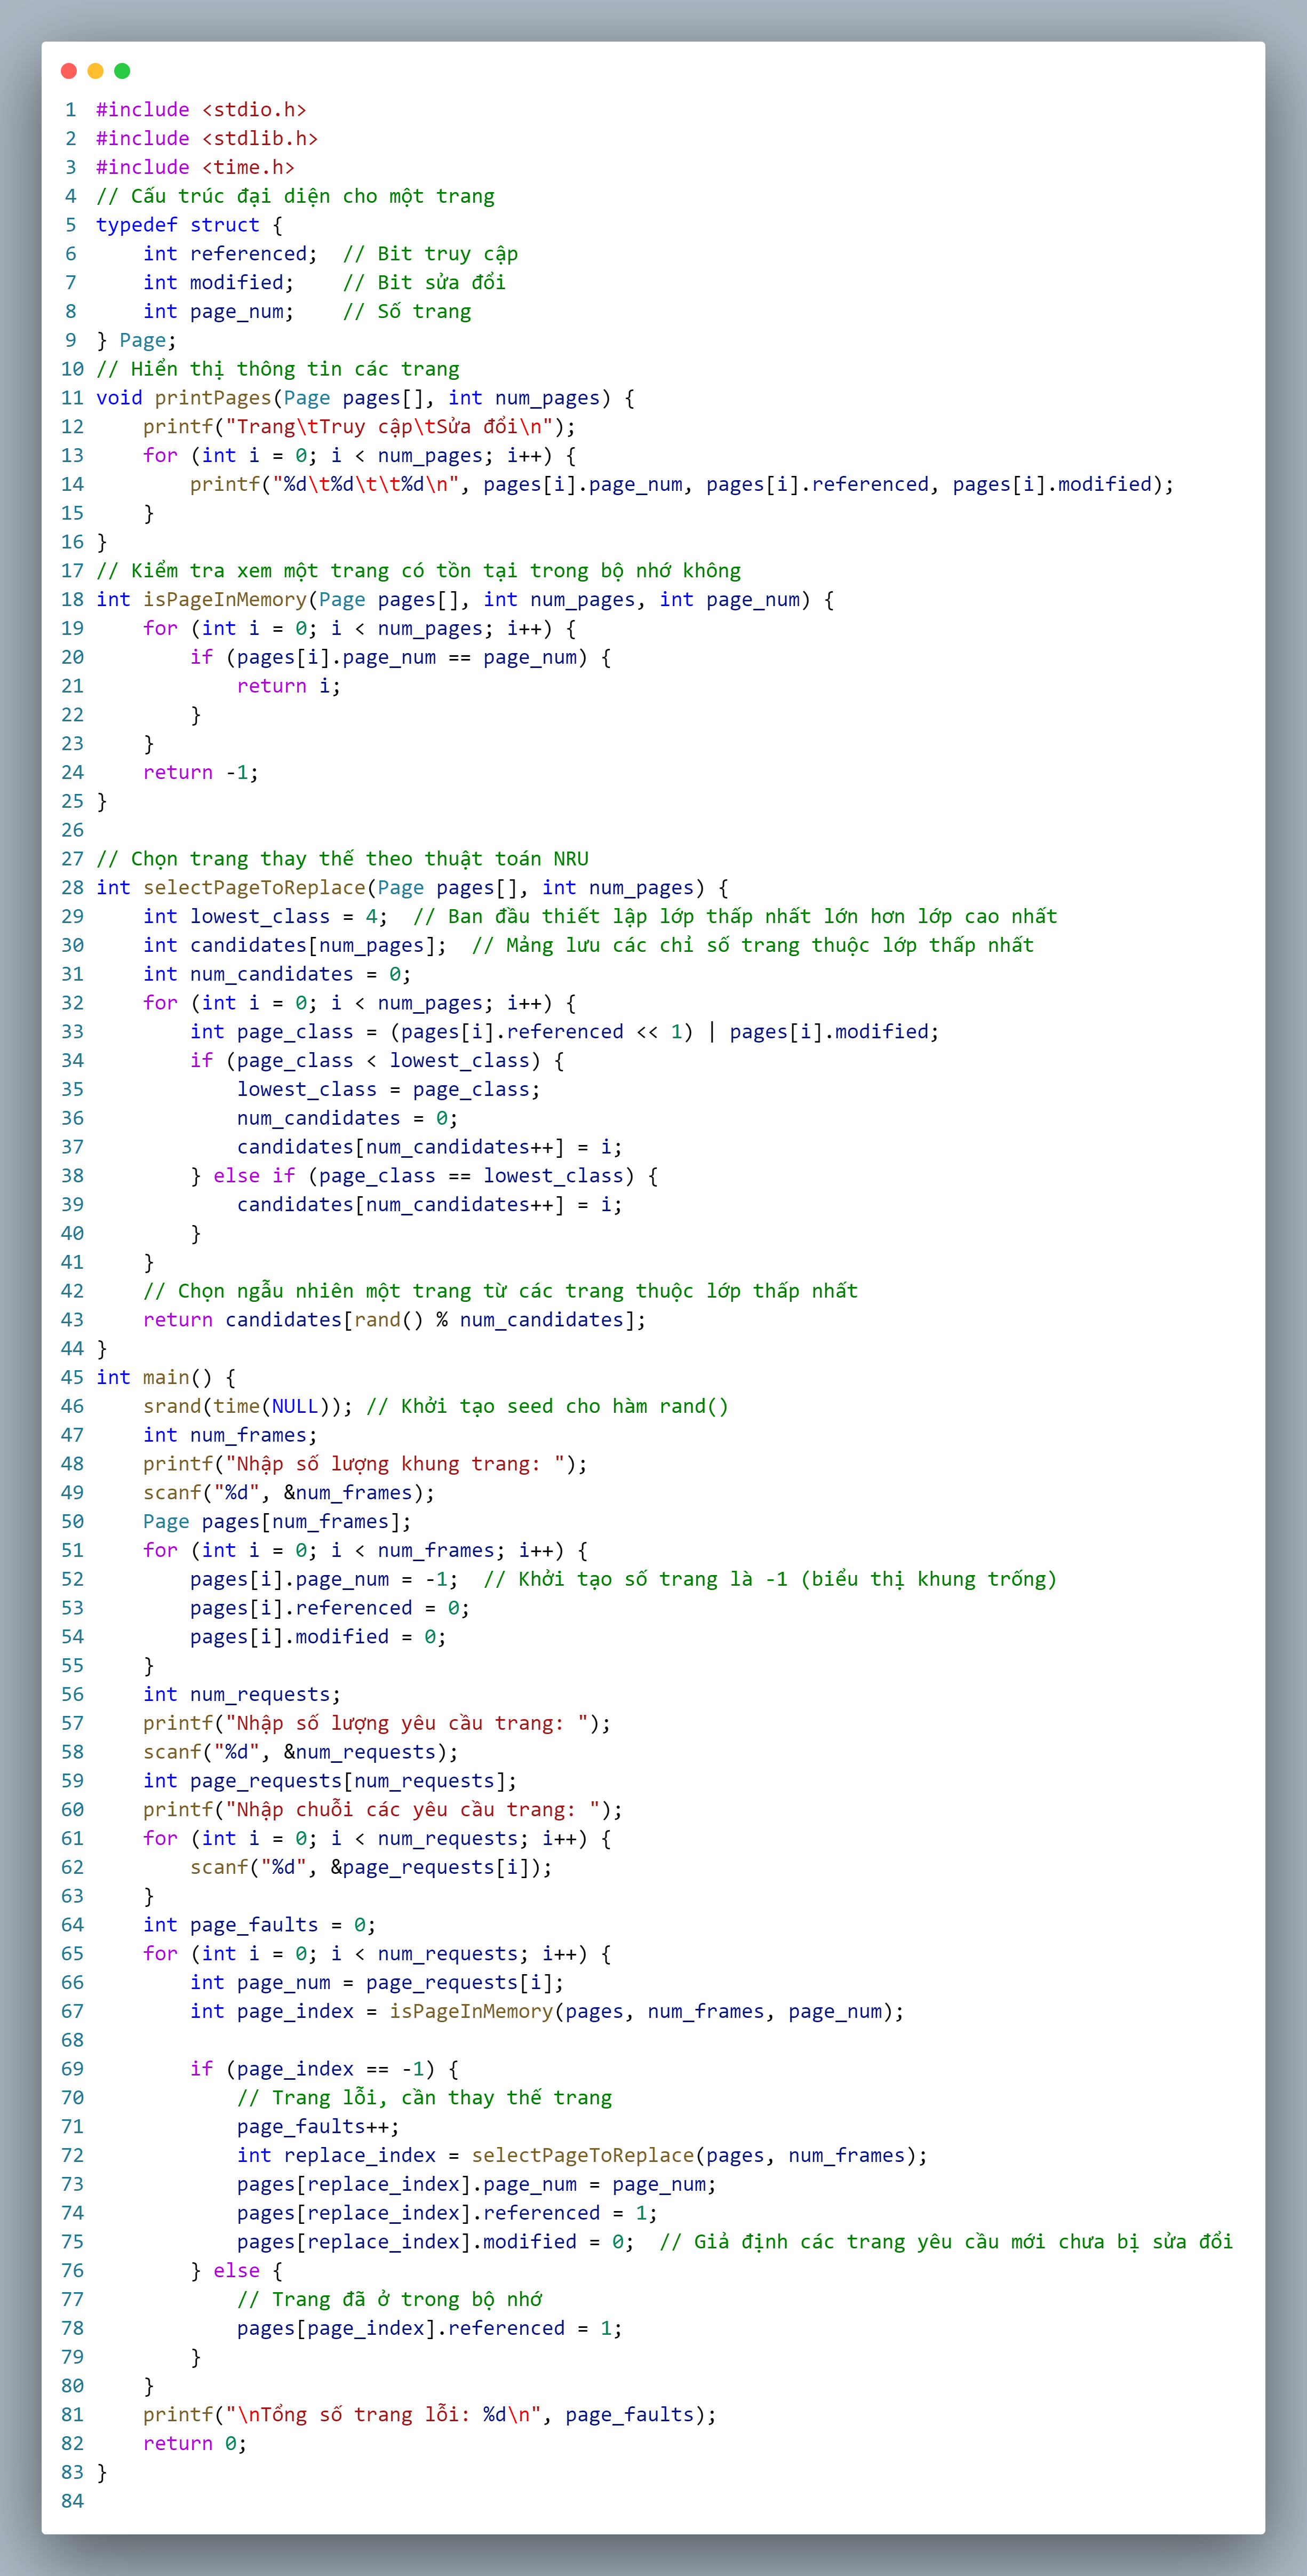 1 #include <stdio.h>
2 #include <stdlib.h>
3 #include <time.h>
4 // Cấu trúc đại diện cho một trang
5 typedef struct {
6     int referenced;  // Bit truy cập
7     int modified;    // Bit sửa đổi
8     int page_num;    // Số trang
9 } Page;
10 // Hiển thị thông tin các trang
11 void printPages(Page pages[], int num_pages) {
12     printf("Trang\tTruy cập\tSửa đổi\n");
13     for (int i = 0; i < num_pages; i++) {
14         printf("%d\t%d\t\t%d\n", pages[i].page_num, pages[i].referenced, pages[i].modified);
15     }
16 }
17 // Kiểm tra xem một trang có tồn tại trong bộ nhớ không
18 int isPageInMemory(Page pages[], int num_pages, int page_num) {
19     for (int i = 0; i < num_pages; i++) {
20         if (pages[i].page_num == page_num) {
21             return i;
22         }
23     }
24     return -1;
25 }
26
27 // Chọn trang thay thế theo thuật toán NRU
28 int selectPageToReplace(Page pages[], int num_pages) {
29     int lowest_class = 4;  // Ban đầu thiết lập lớp thấp nhất lớn hơn lớp cao nhất
30     int candidates[num_pages];  // Mảng lưu các chỉ số trang thuộc lớp thấp nhất
31     int num_candidates = 0;
32     for (int i = 0; i < num_pages; i++) {
33         int page_class = (pages[i].referenced << 1) | pages[i].modified;
34         if (page_class < lowest_class) {
35             lowest_class = page_class;
36             num_candidates = 0;
37             candidates[num_candidates++] = i;
38         } else if (page_class == lowest_class) {
39             candidates[num_candidates++] = i;
40         }
41     }
42     // Chọn ngẫu nhiên một trang từ các trang thuộc lớp thấp nhất
43     return candidates[rand() % num_candidates];
44 }
45 int main() {
46     srand(time(NULL)); // Khởi tạo seed cho hàm rand()
47     int num_frames;
48     printf("Nhập số lượng khung trang: ");
49     scanf("%d", &num_frames);
50     Page pages[num_frames];
51     for (int i = 0; i < num_frames; i++) {
52         pages[i].page_num = -1;  // Khởi tạo số trang là -1 (biểu thị khung trống)
53         pages[i].referenced = 0;
54         pages[i].modified = 0;
55     }
56     int num_requests;
57     printf("Nhập số lượng yêu cầu trang: ");
58     scanf("%d", &num_requests);
59     int page_requests[num_requests];
60     printf("Nhập chuỗi các yêu cầu trang: ");
61     for (int i = 0; i < num_requests; i++) {
62         scanf("%d", &page_requests[i]);
63     }
64     int page_faults = 0;
65     for (int i = 0; i < num_requests; i++) {
66         int page_num = page_requests[i];
67         int page_index = isPageInMemory(pages, num_frames, page_num);
68
69         if (page_index == -1) {
70             // Trang lỗi, cần thay thế trang
71             page_faults++;
72             int replace_index = selectPageToReplace(pages, num_frames);
73             pages[replace_index].page_num = page_num;
74             pages[replace_index].referenced = 1;
75             pages[replace_index].modified = 0;  // Giả định các trang yêu cầu mới chưa bị sửa đổi
76         } else {
77             // Trang đã ở trong bộ nhớ
78             pages[page_index].referenced = 1;
79         }
80     }
81     printf("\nTổng số trang lỗi: %d\n", page_faults);
82     return 0;
83 }
84